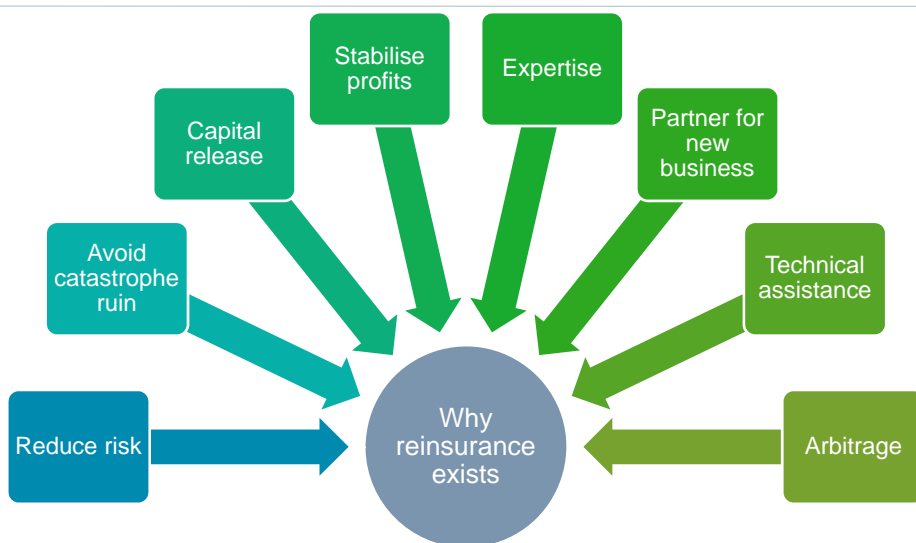 Stabilise
profits
Expertise
Capital
release
Partner for
new
business
Avoid
catastrophe
ruin
Technical
assistance
Reduce risk
Why
reinsurance
exists
Arbitrage